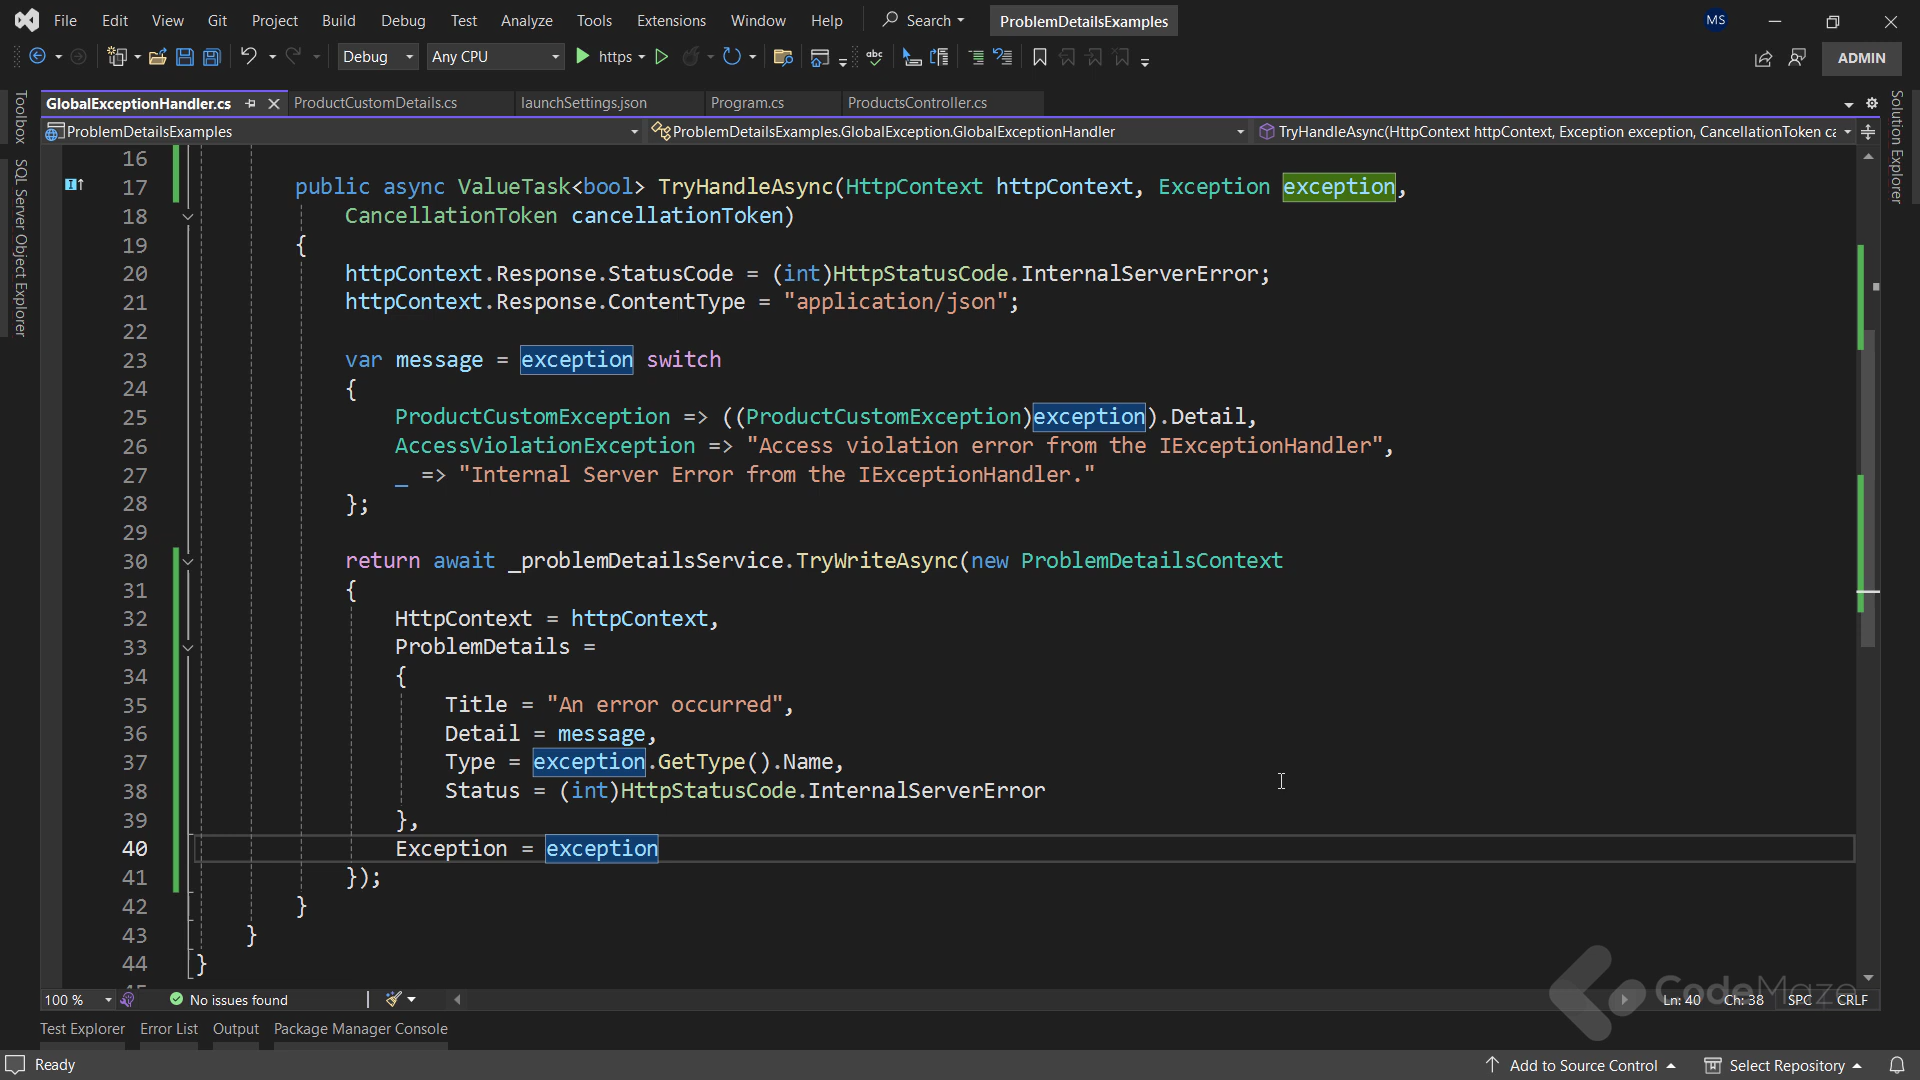 File Edit View Git Project Build Debug Test Analyze Tools Extensions Window Help Search ProblemDetailsExamples MS
Debug Any CPU https abc ADMIN
GlobalExceptionHandler.cs ProductCustomDetails.cs launchSettings.json Program.cs ProductsController.cs
ProblemDetailsExamples ProblemDetailsExamples.GlobalException.GlobalExceptionHandler TryHandleAsync(HttpContext httpContext, Exception exception, CancellationToken ca
Toolbox
SQL Server Object Explorer
Solution Explorer
16
17 public async ValueTask<bool> TryHandleAsync(HttpContext httpContext, Exception exception,
18 CancellationToken cancellationToken)
19 {
20 httpContext.Response.StatusCode = (int)HttpStatusCode.InternalServerError;
21 httpContext.Response.ContentType = "application/json";
22
23 var message = exception switch
24 {
25 ProductCustomException => ((ProductCustomException)exception).Detail,
26 AccessViolationException => "Access violation error from the IExceptionHandler",
27 _ => "Internal Server Error from the IExceptionHandler."
28 };
29
30 return await _problemDetailsService.TryWriteAsync(new ProblemDetailsContext
31 {
32 HttpContext = httpContext,
33 ProblemDetails =
34 {
35 Title = "An error occurred",
36 Detail = message,
37 Type = exception.GetType().Name,
38 Status = (int)HttpStatusCode.InternalServerError
39 },
40 Exception = exception
41 });
42 }
43 }
44 }
100 % No issues found Ln: 40 Ch: 38 SPC CRLF
CodeMaze
Test Explorer Error List Output Package Manager Console
Ready Add to Source Control Select Repository